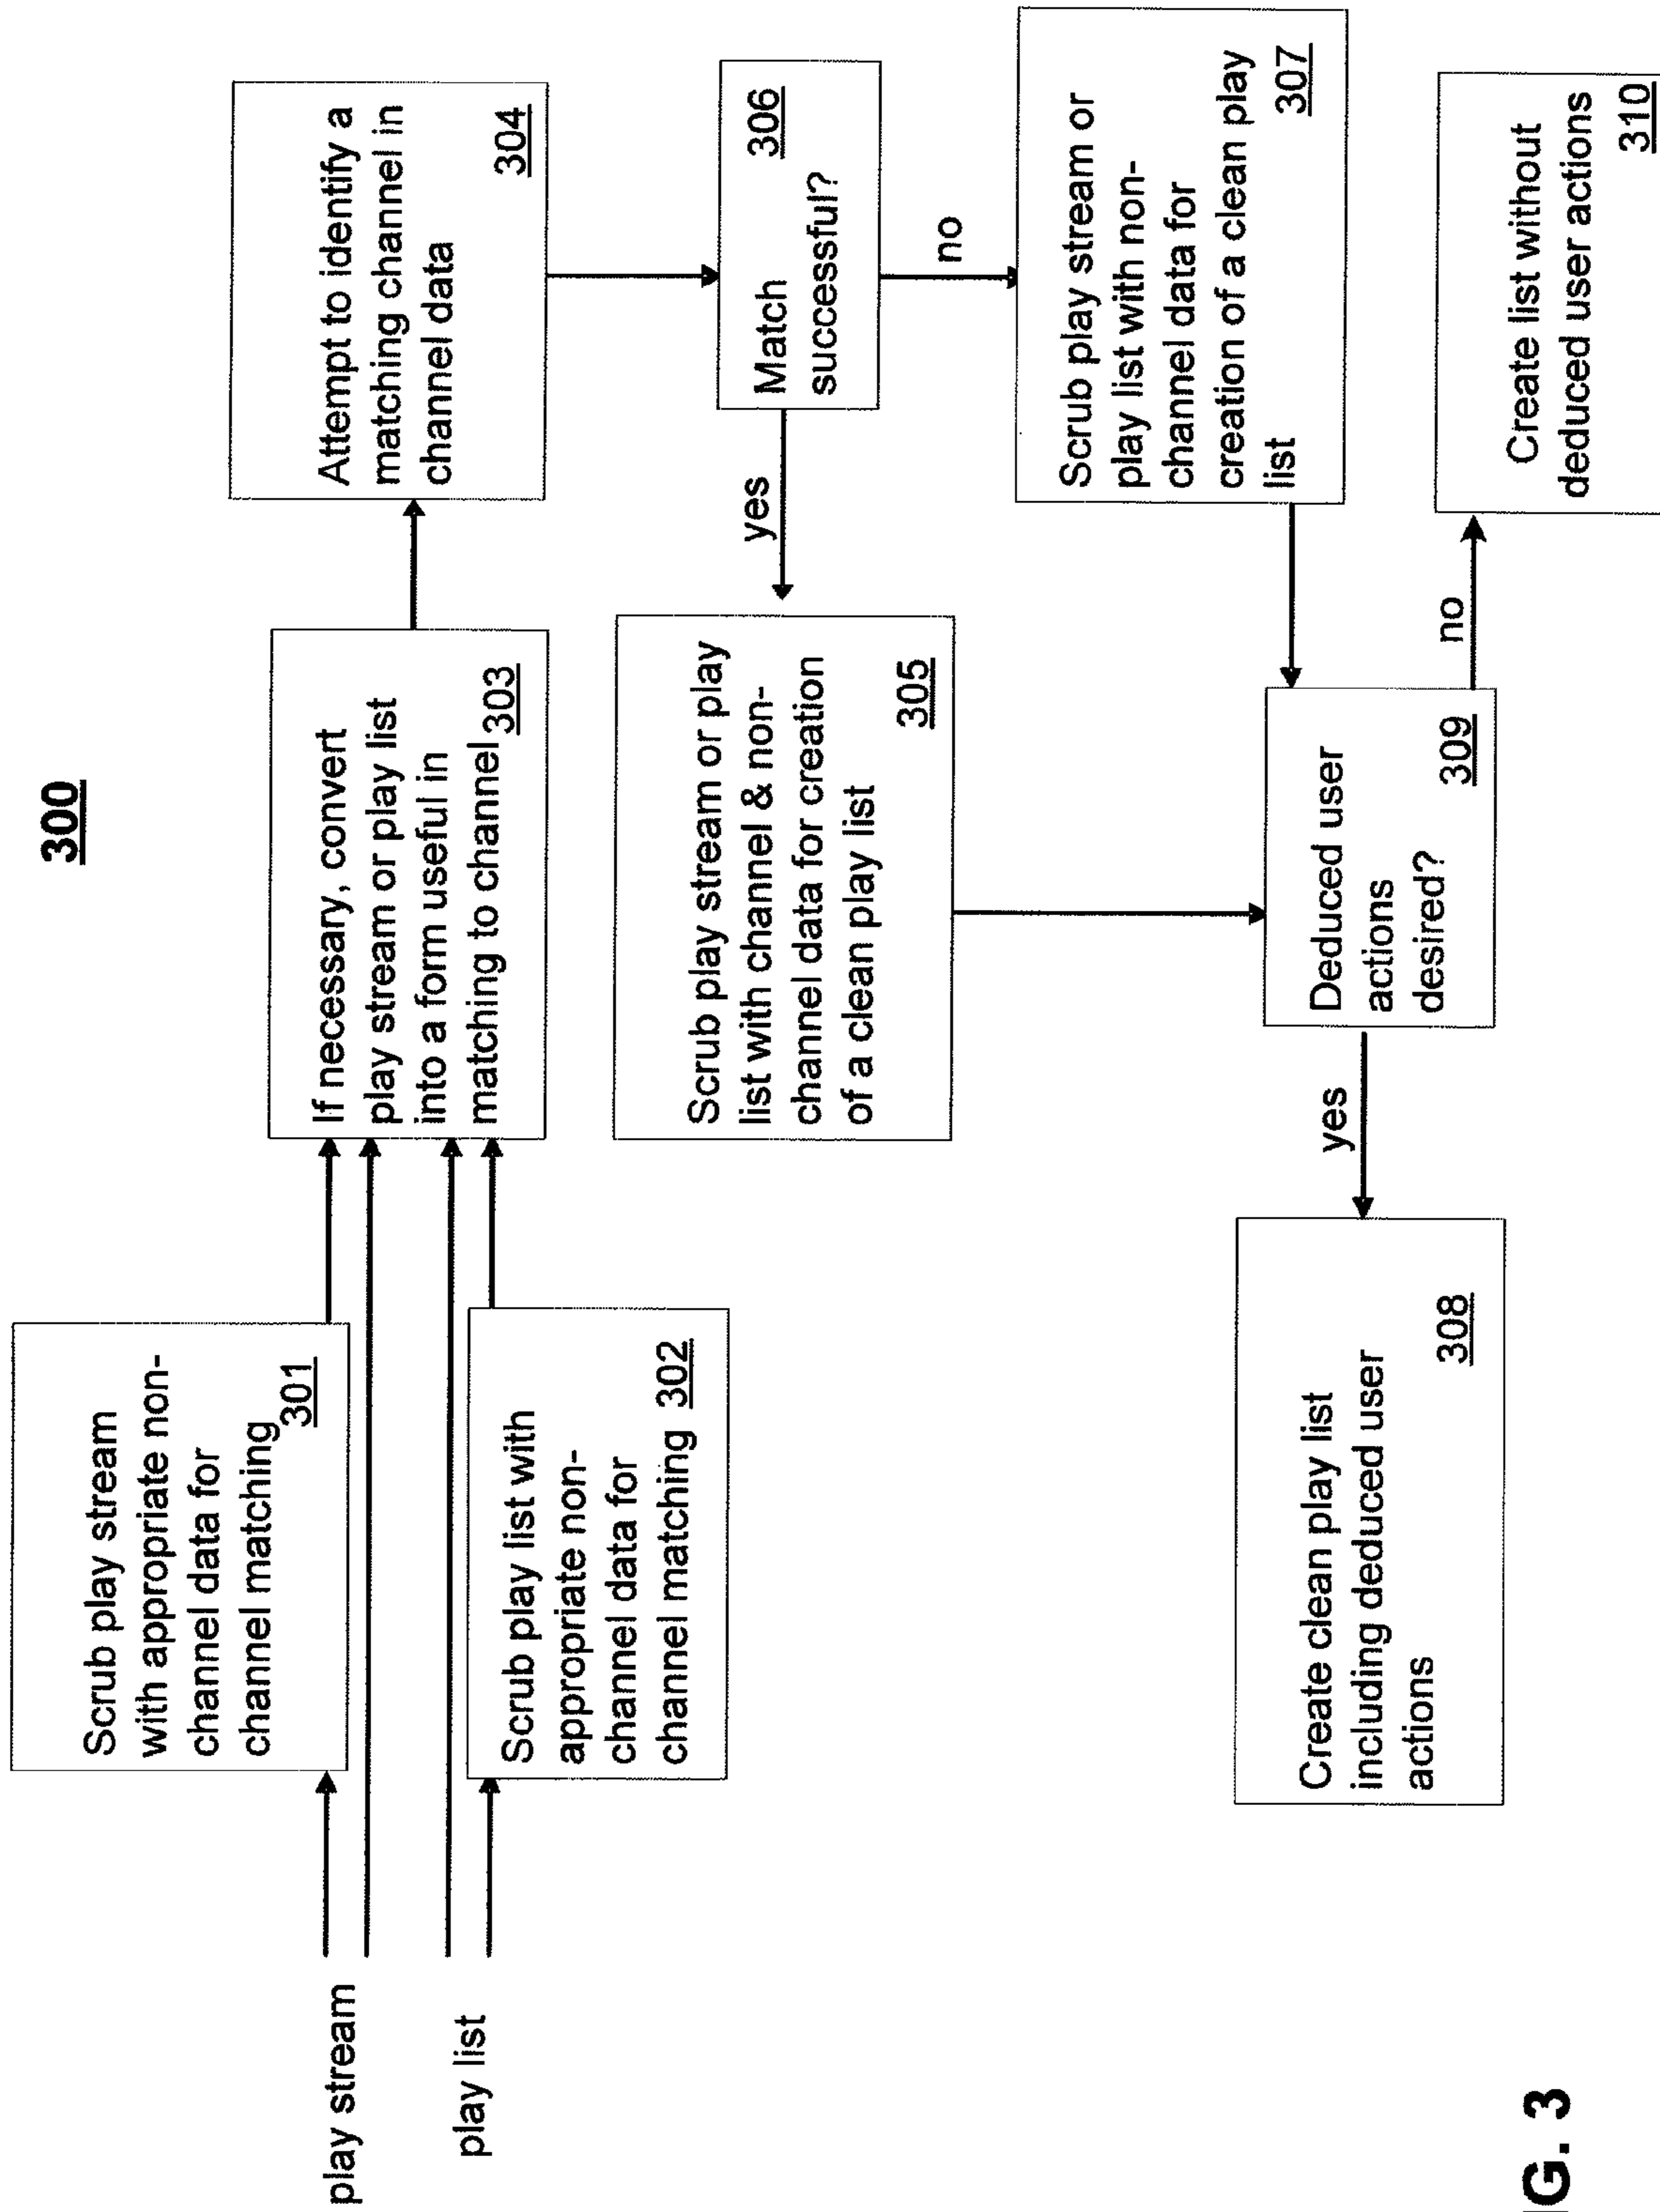 300
play stream
play list
Scrub play stream
with appropriate non-
channel data for
channel matching
301
Scrub play list with
appropriate non-
channel data for
channel matching 302
If necessary, convert
play stream or play list
into a form useful in
matching to channel 303
Attempt to identify a
matching channel in
channel data
304
Match 306
successful?
yes
no
Scrub play stream or play
list with channel & non-
channel data for creation
of a clean play list
305
Scrub play stream or
play list with non-
channel data for
creation of a clean play
list 307
Deduced user
actions
desired? 309
yes
no
Create clean play list
including deduced user
actions 308
Create list without
deduced user actions
310
G. 3